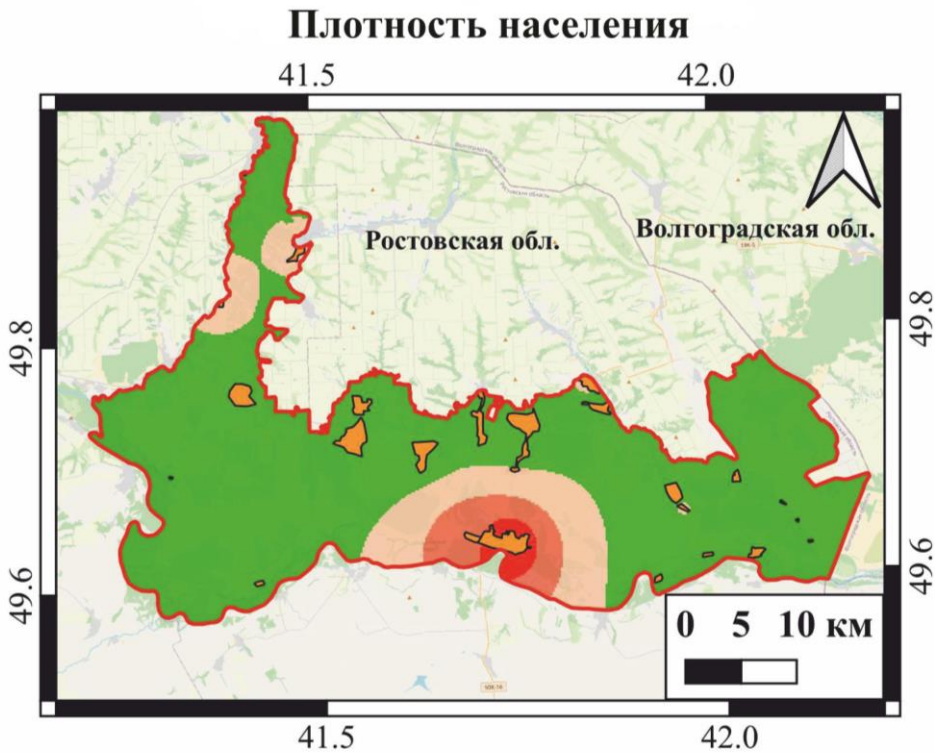 Плотность населения
41.5 42.0
Ростовская обл.
Волгоградская обл.
49.8 49.8
49.6 49.6
0 5 10 км
41.5 42.0